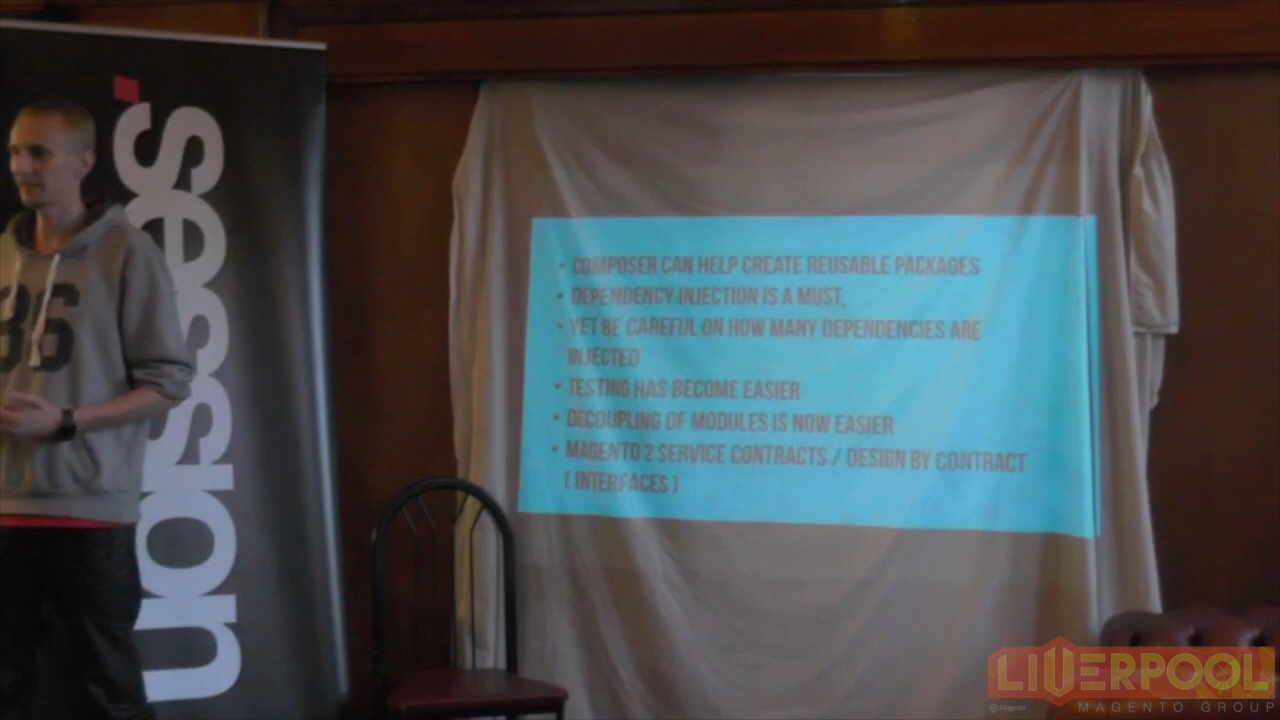 session
86
• COMPOSER CAN HELP CREATE REUSABLE PACKAGES
• DEPENDENCY INJECTION IS A MUST,
• YET BE CAREFUL ON HOW MANY DEPENDENCIES ARE
INJECTED
• TESTING HAS BECOME EASIER
• DECOUPLING OF MODULES IS NOW EASIER
• MAGENTO 2 SERVICE CONTRACTS / DESIGN BY CONTRACT
( INTERFACES )
LIVERPOOL
Magento
MAGENTO GROUP